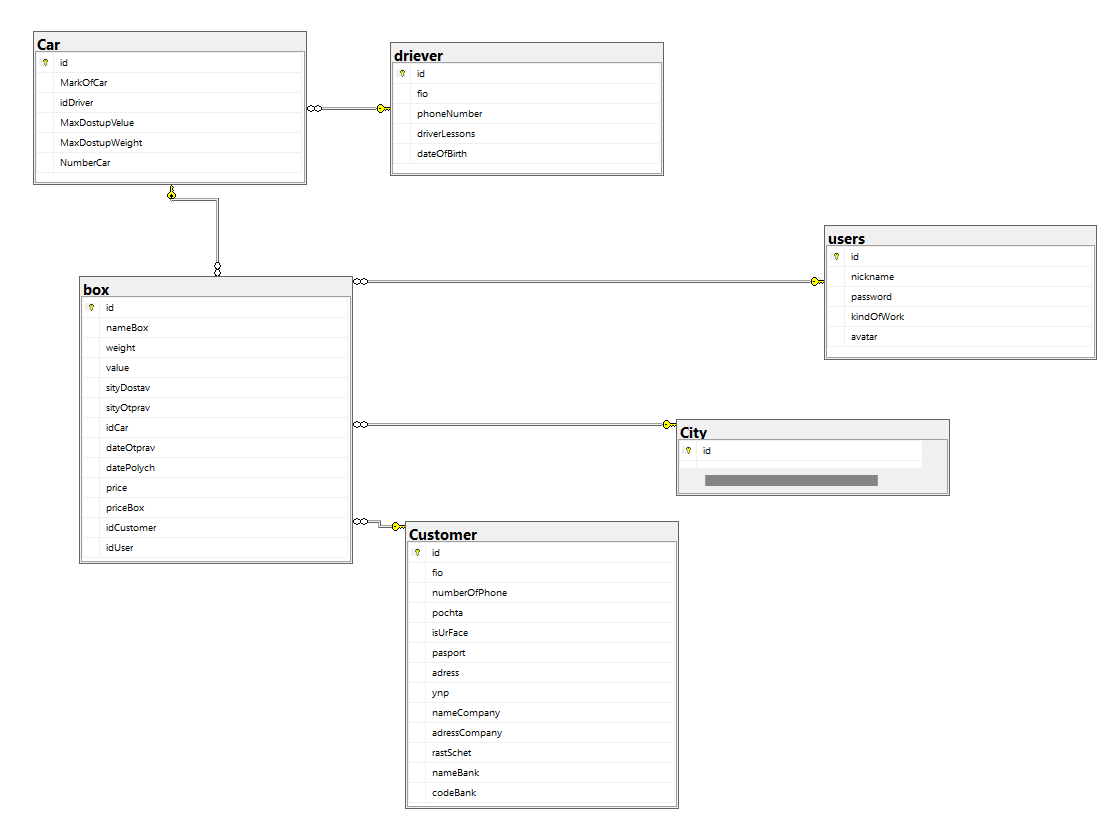 Car
id
MarkOfCar
idDriver
MaxDostupVelue
MaxDostupWeight
NumberCar
driever
id
fio
phoneNumber
driverLessons
dateOfBirth
users
id
nickname
password
kindOfWork
avatar
box
id
nameBox
weight
value
sityDostav
sityOtprav
idCar
dateOtprav
datePolych
price
priceBox
idCustomer
idUser
City
id
Customer
id
fio
numberOfPhone
pochta
isUrFace
pasport
adress
ynp
nameCompany
adressCompany
rastSchet
nameBank
codeBank